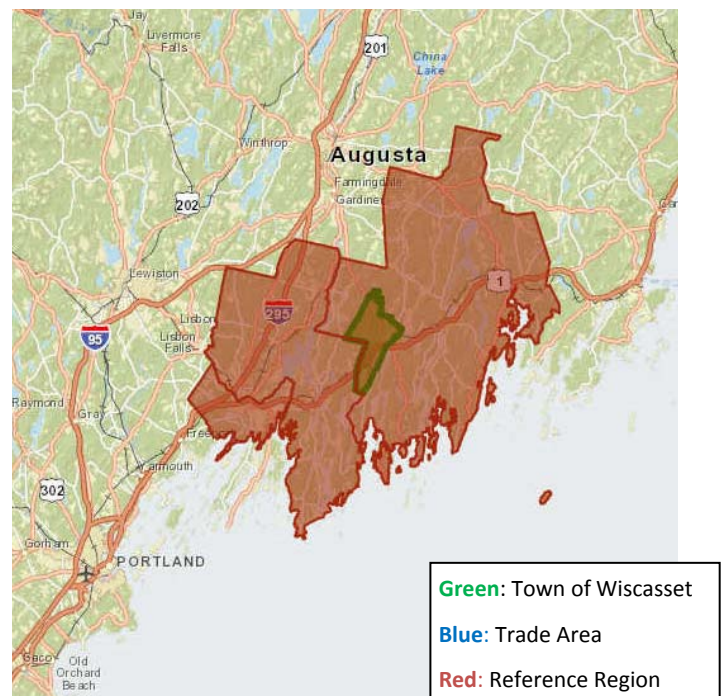 Jay
Livermore
Falls
201
China
Lake
Winthrop
Augusta
Farmingdale
Gardiner
202
Lewiston
1
295
Lisbon
Lisbon
Falls
95
Raymond
Gray
Yarmouth
302
Gorham
PORTLAND
Saco
Old
Orchard
Beach
Green: Town of Wiscasset
Blue: Trade Area
Red: Reference Region